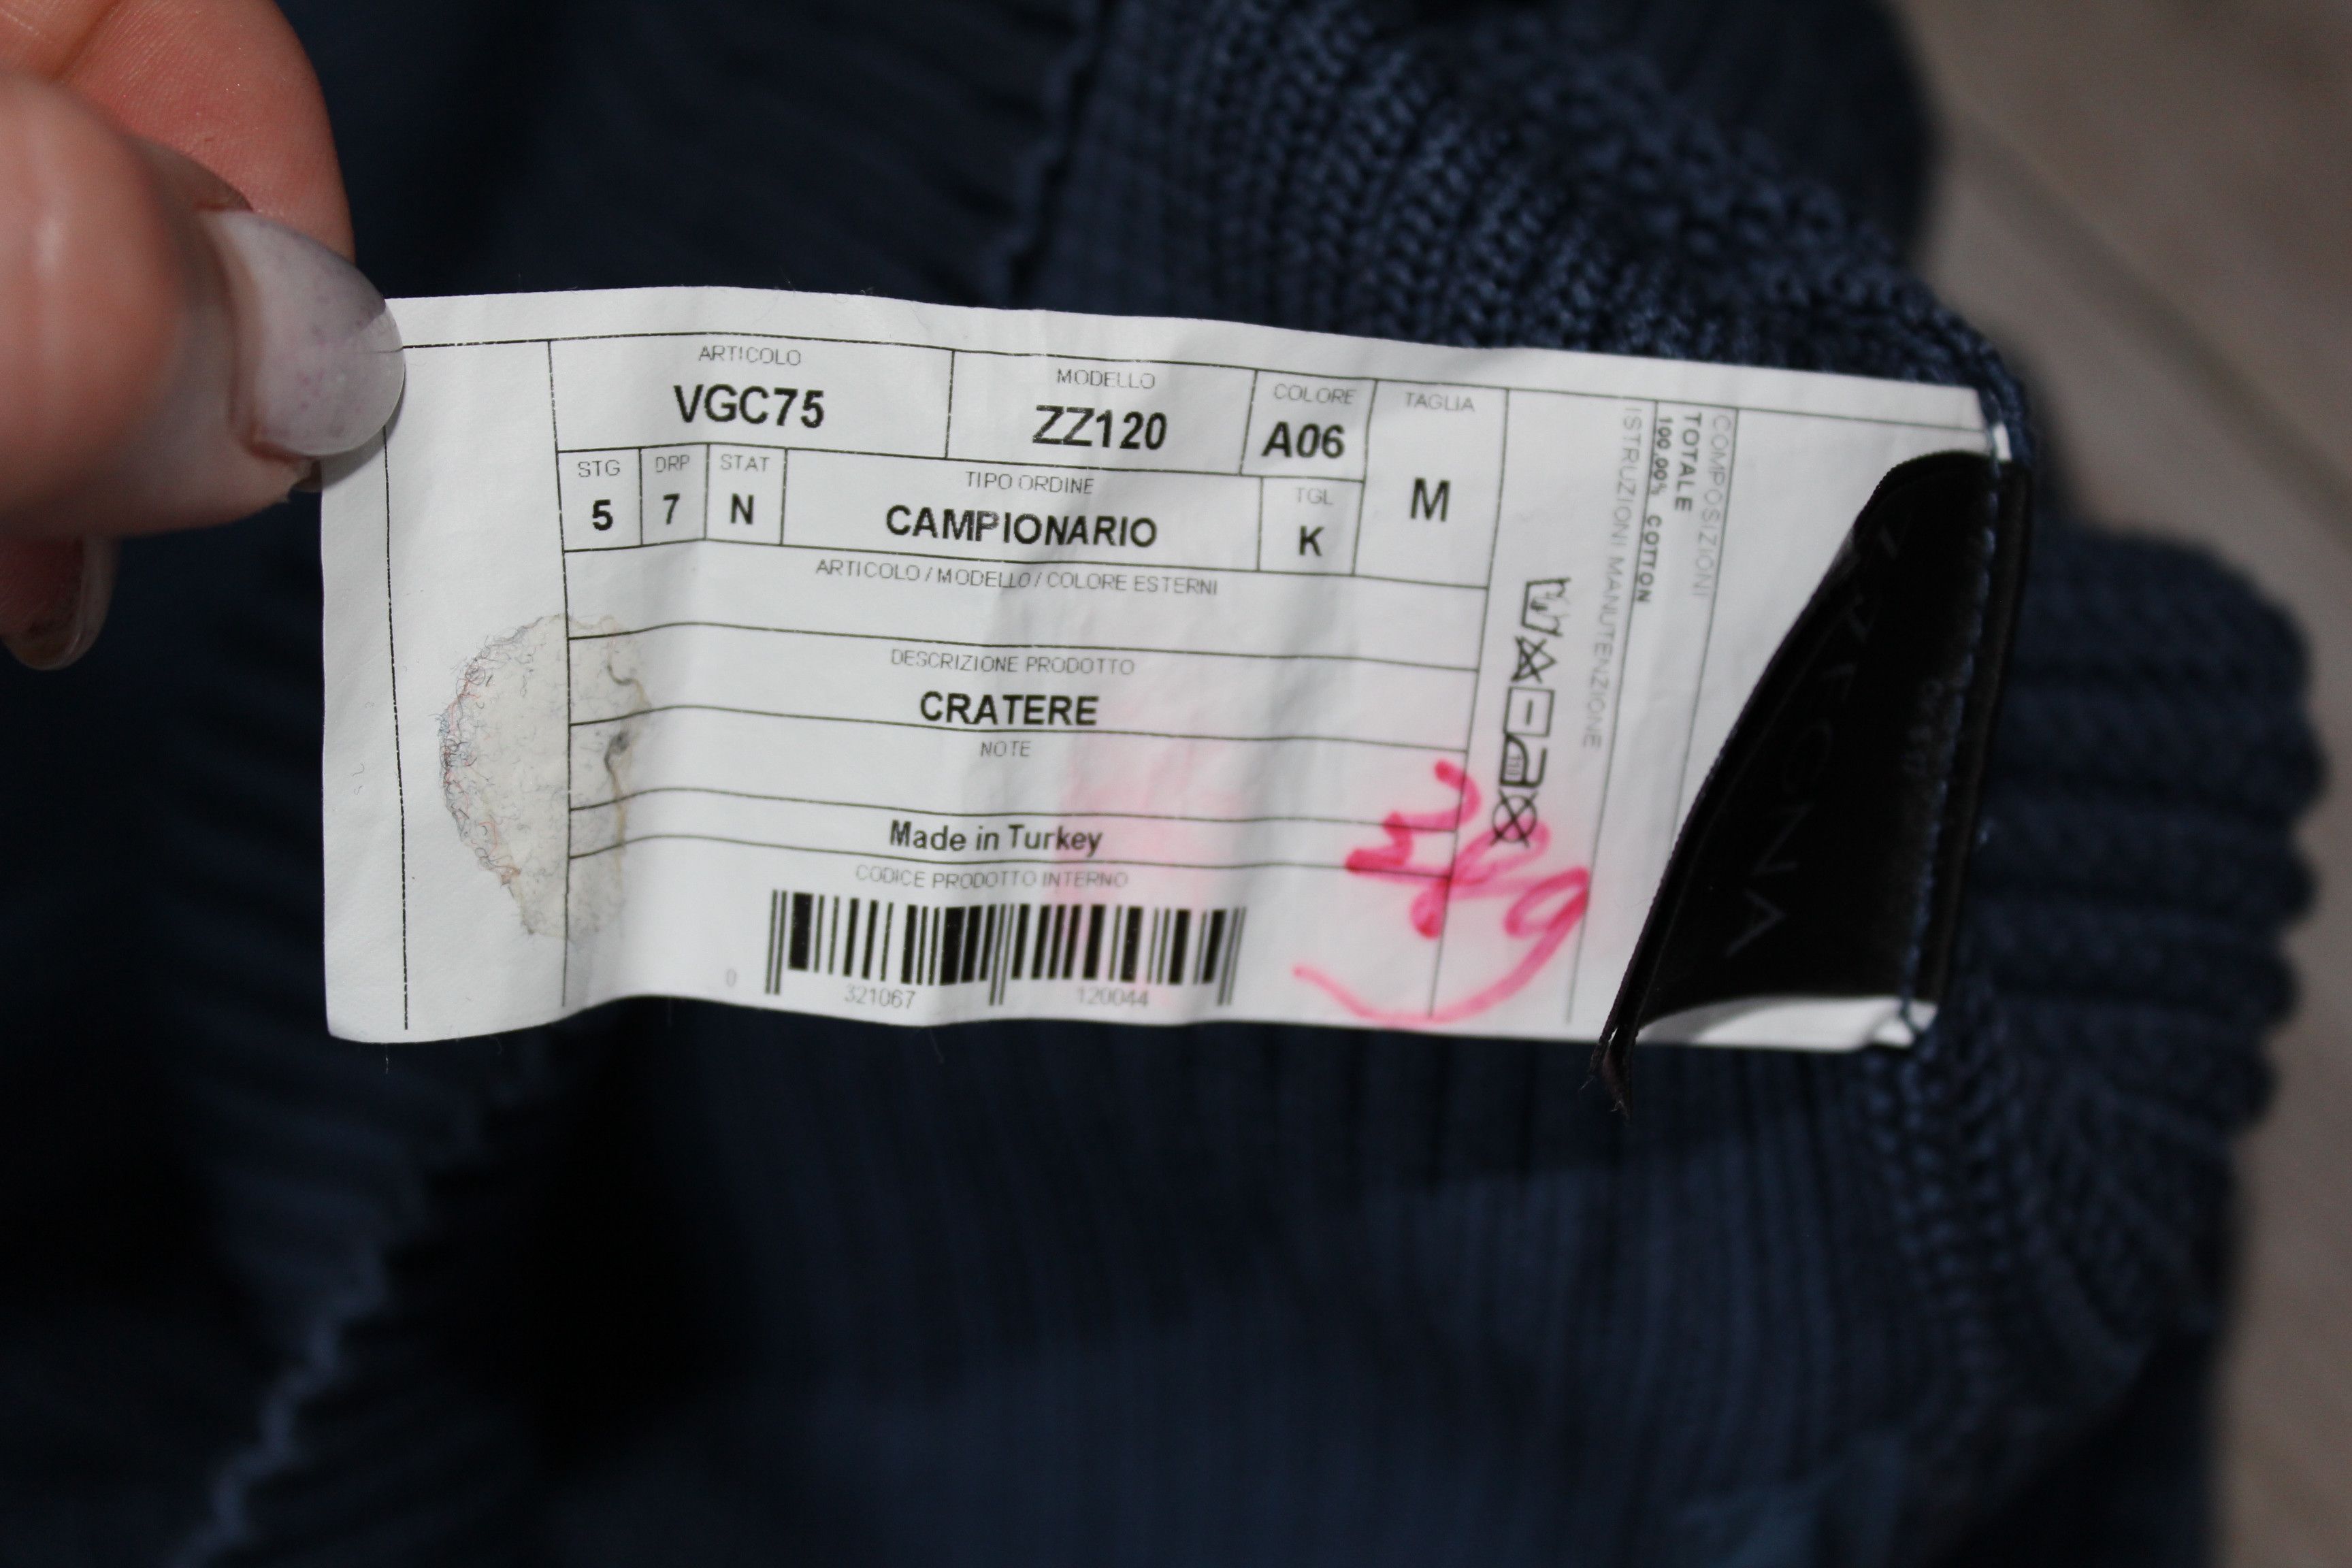 ARTICOLO
VGC75
MODELLO
ZZ120
COLORE
A06
TAGLIA
M
STG
5
DRP
7
STAT
N
TIPO ORDINE
CAMPIONARIO
TGL
K
ARTICOLO / MODELLO / COLORE ESTERNI
DESCRIZIONE PRODOTTO
CRATERE
NOTE
Made in Turkey
CODICE PRODOTTO INTERNO
0 321067 120044
COMPOSIZIONI
TOTALE
100.00% COTTON
ISTRUZIONI MANUTENZIONE
110